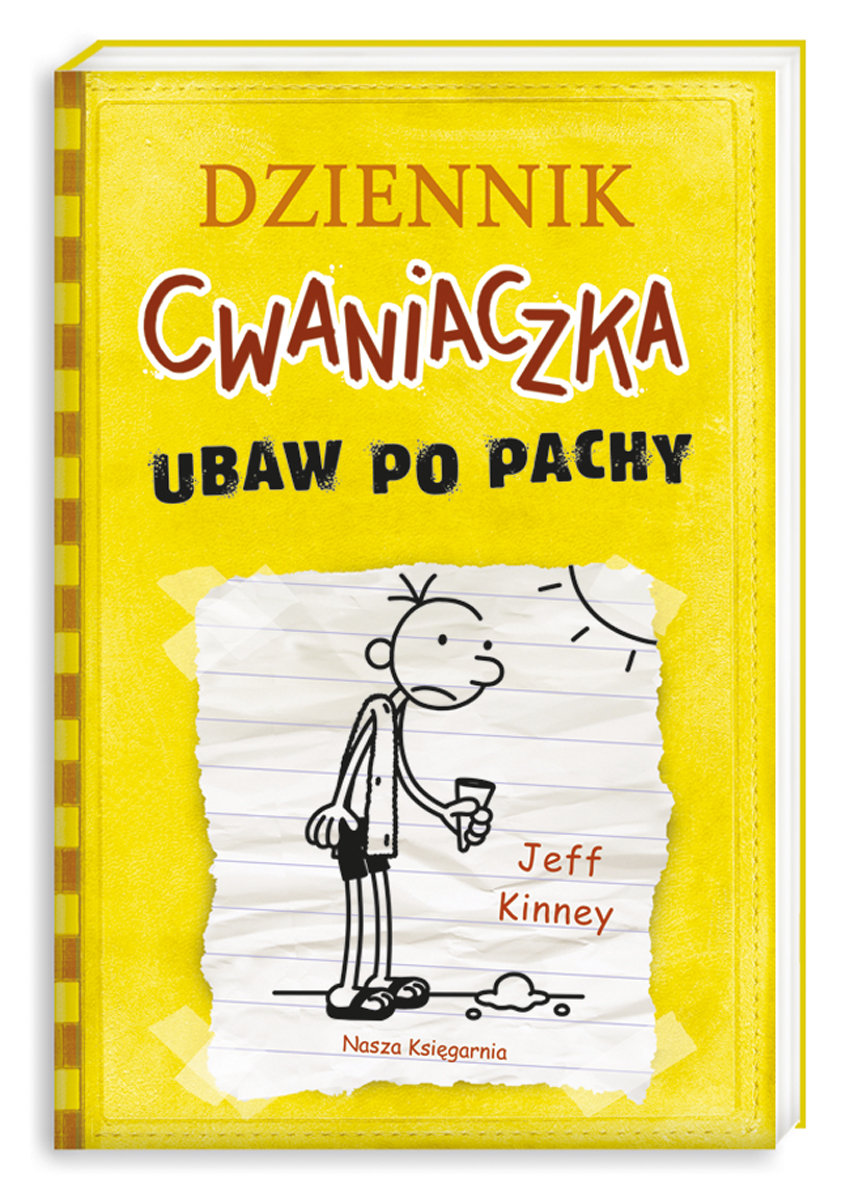 DZIENNIK
CWANIACZKA
UBAW PO PACHY
Jeff
Kinney
Nasza Księgarnia